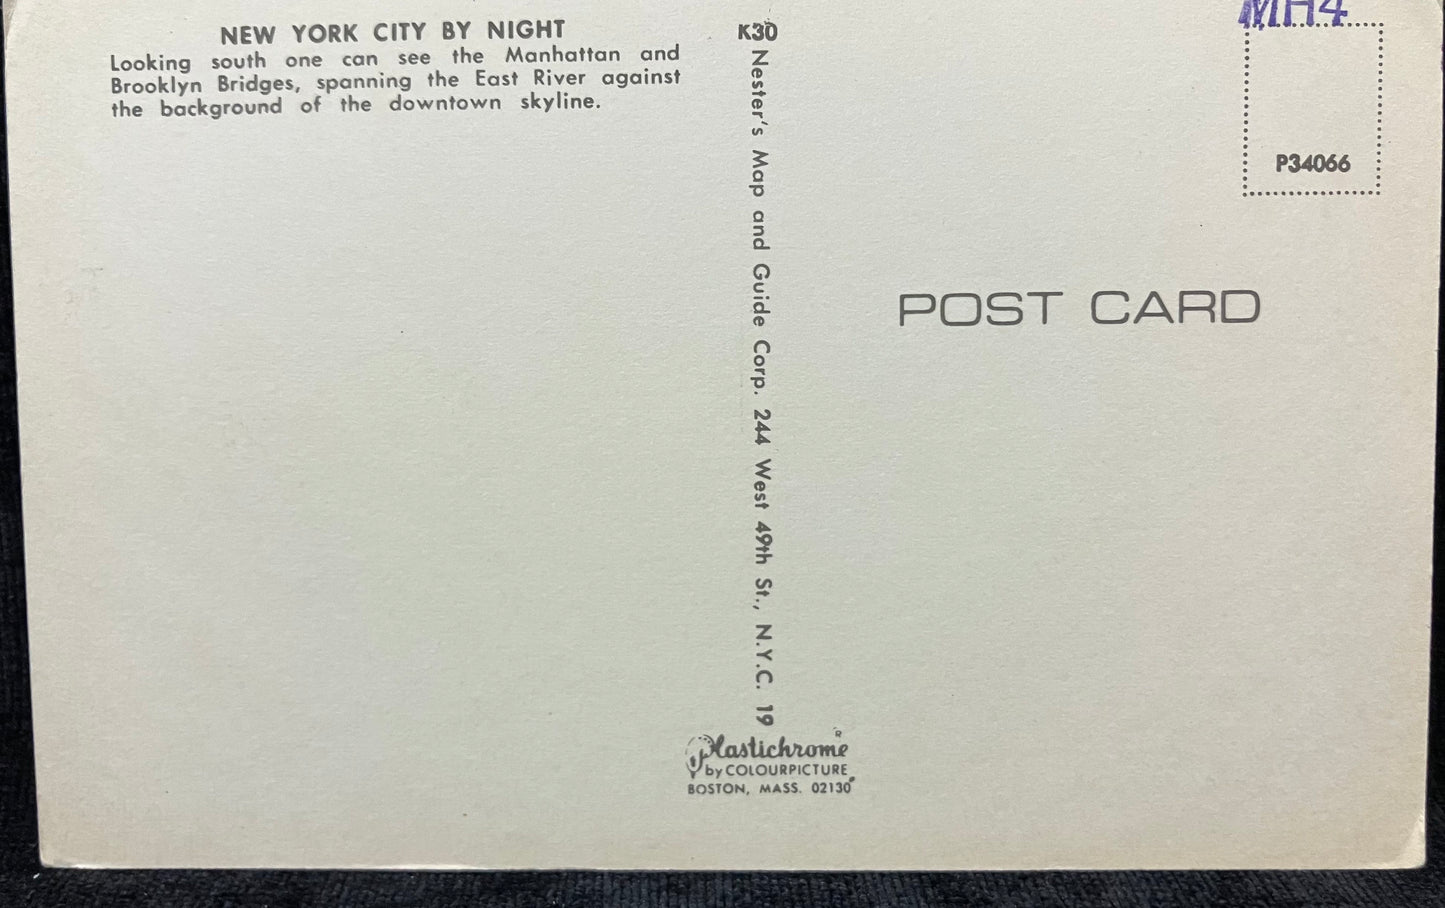 NEW YORK CITY BY NIGHT
Looking south one can see the Manhattan and
Brooklyn Bridges, spanning the East River against
the background of the downtown skyline.
K30
Nester's Map and Guide Corp. 244 West 49th St., N.Y.C. 19
Plastichrome®
by COLOURPICTURE
BOSTON, MASS. 02130
MH4
P34066
POST CARD